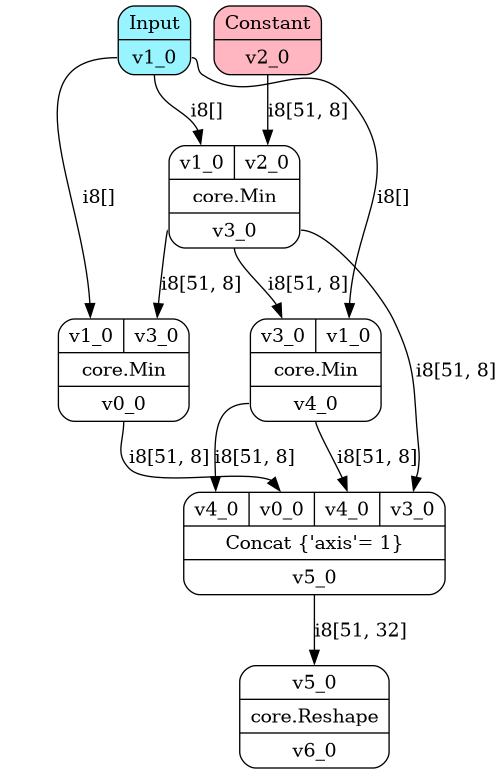 Input
v1_0
Constant
v2_0
i8[]
i8[51, 8]
v1_0 v2_0
core.Min
v3_0
i8[]
i8[]
i8[51, 8]
i8[51, 8]
i8[51, 8]
v1_0 v3_0
core.Min
v0_0
v3_0 v1_0
core.Min
v4_0
i8[51, 8]
i8[51, 8]
i8[51, 8]
v4_0 v0_0 v4_0 v3_0
Concat {'axis'= 1}
v5_0
i8[51, 32]
v5_0
core.Reshape
v6_0